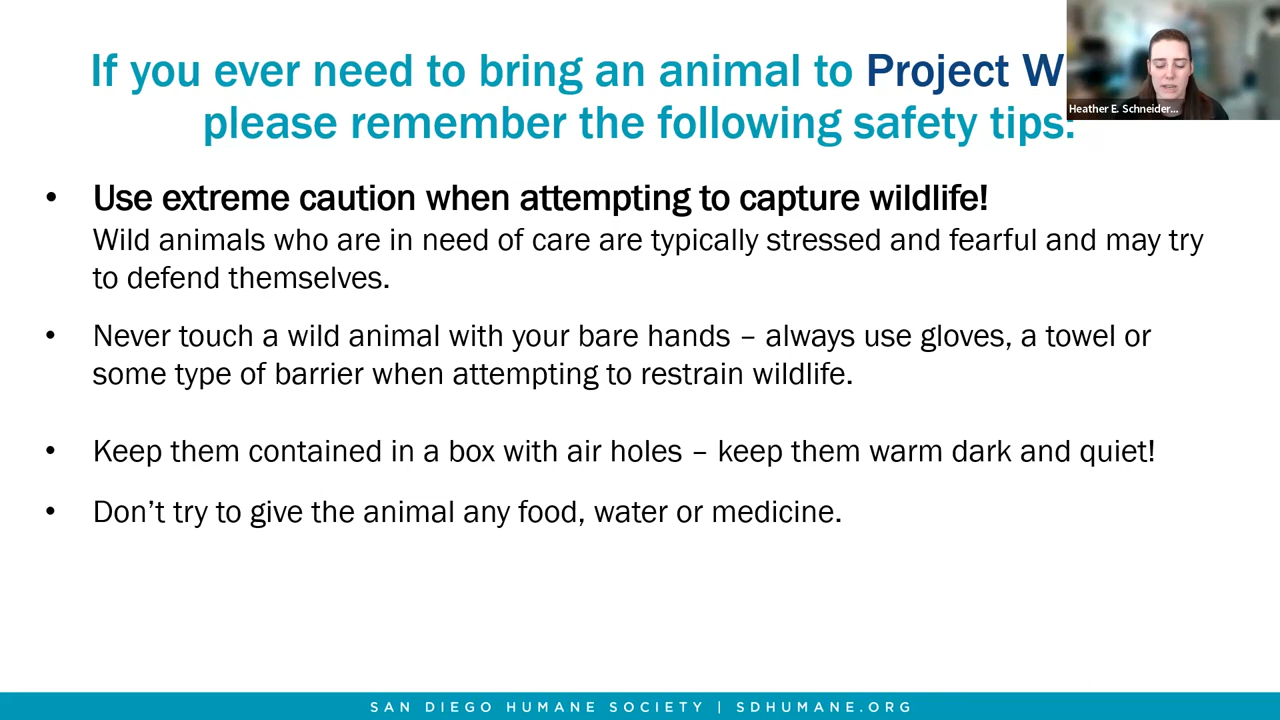 If you ever need to bring an animal to Project W
please remember the following safety tips:
Heather E. Schneider...
• Use extreme caution when attempting to capture wildlife!
Wild animals who are in need of care are typically stressed and fearful and may try
to defend themselves.
• Never touch a wild animal with your bare hands – always use gloves, a towel or
some type of barrier when attempting to restrain wildlife.
• Keep them contained in a box with air holes – keep them warm dark and quiet!
• Don’t try to give the animal any food, water or medicine.
SAN DIEGO HUMANE SOCIETY | SDHUMANE.ORG